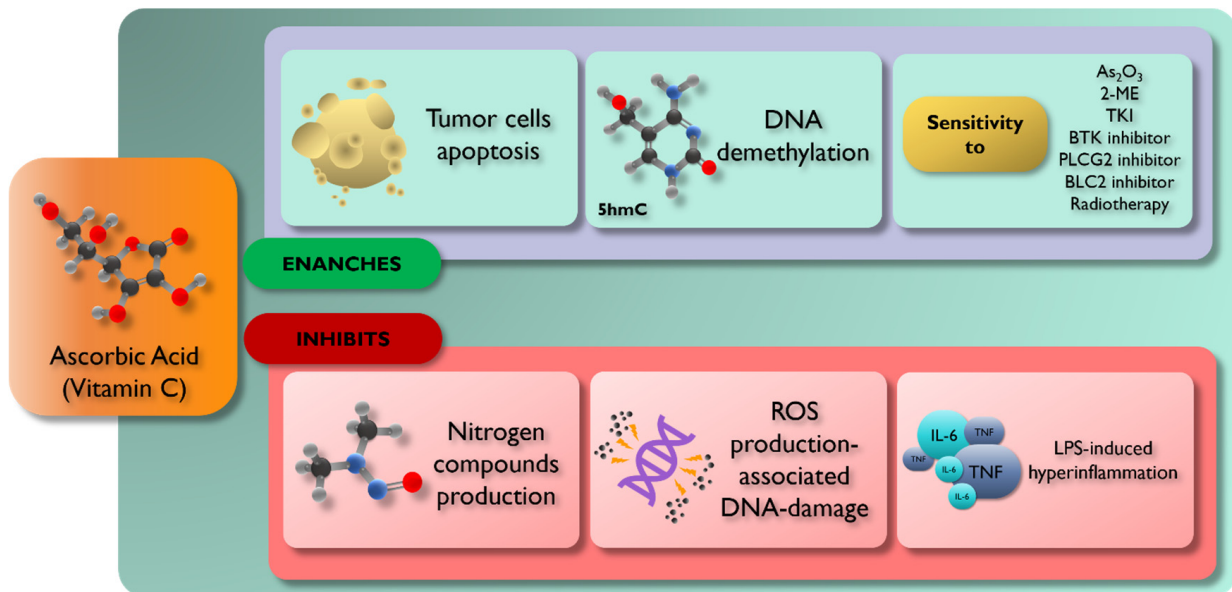 Ascorbic Acid
(Vitamin C)
ENANCHES
Tumor cells
apoptosis
5hmC
DNA
demethylation
Sensitivity
to
As₂O₃
2-ME
TKI
BTK inhibitor
PLCG2 inhibitor
BLC2 inhibitor
Radiotherapy
INHIBITS
Nitrogen
compounds
production
ROS
production-
associated
DNA-damage
IL-6
TNF
TNF
IL-6
TNF
IL-6
LPS-induced
hyperinflammation